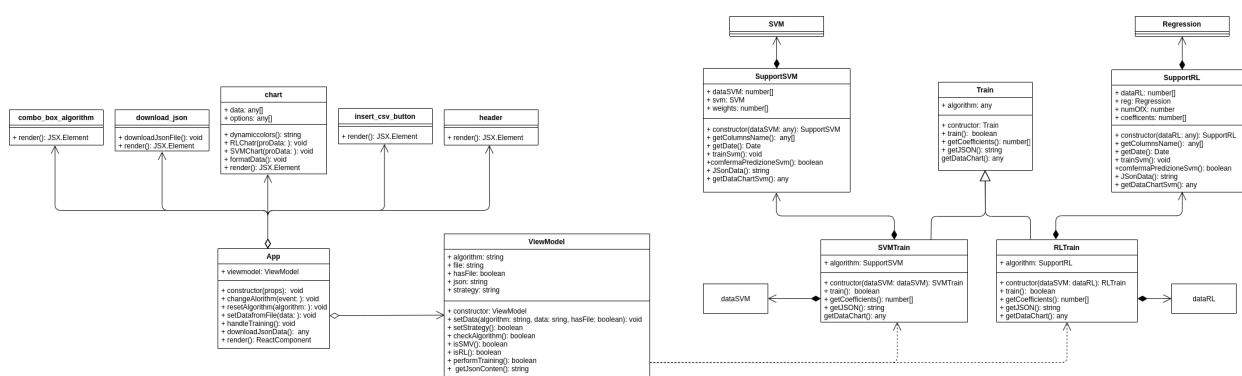 combo_box_algorithm
+ render(): JSX.Element
download_json
+ downloadJsonFile(): void
+ render(): JSX.Element
chart
+ data: any[]
+ options: any[]
+ dynamiccolors(): string
+ RLChatr(proData: ): void
+ SVMChart(proData: ): void
+ formatData(): void
+ render(): JSX.Element
insert_csv_button
+ render(): JSX.Element
header
+ render(): JSX.Element
App
+ viewmodel: ViewModel
+ constructor(props):  void
+ changeAlorithm(event: ): void
+ resetAlgorithm(algorithm: ): void
+ setDatafromFile(data: ): void
+ handleTraining(): void
+ downloadJsonData():  any
+ render(): ReactComponent
ViewModel
+ algorithm: string
+ file: string
+ hasFile: boolean
+ json: string
+ strategy: string
+ constructor: ViewModel
+ setData(algorithm: string, data: sring, hasFile: boolean): void
+ setStrategy(): boolean
+ checkAlgorithm(): boolean
+ isSMV(): boolean
+ isRL(): boolean
+ performTraining(): boolean
+  getJsonConten(): string
SVM
SupportSVM
+ dataSVM: number[]
+ svm: SVM
+ weights: number[]
+ constructor(dataSVM: any): SupportSVM
+ getColumnsName():  any[]
+ getDate(): Date
+ trainSvm(): void
+comfermaPredizioneSvm(): boolean
+ JSonData(): string
+ getDataChartSvm(): any
Train
+ algorithm: any
+ contructor: Train
+ train():  boolean
+ getCoefficients(): number[]
+ getJSON(): string
getDataChart(): any
Regression
SupportRL
+ dataRL: number[]
+ reg: Regression
+ numOfX: number
+ coefficents: number[]
+ constructor(dataRL: any): SupportRL
+ getColumnsName():  any[]
+ getDate(): Date
+ trainSvm(): void
+comfermaPredizioneSvm(): boolean
+ JSonData(): string
+ getDataChartSvm(): any
SVMTrain
+ algorithm: SupportSVM
+ contructor(dataSVM: dataSVM): SVMTrain
+ train():  boolean
+ getCoefficients(): number[]
+ getJSON(): string
getDataChart(): any
RLTrain
+ algorithm: SupportRL
+ contructor(dataSVM: dataRL): RLTrain
+ train():  boolean
+ getCoefficients(): number[]
+ getJSON(): string
getDataChart(): any
dataSVM
dataRL